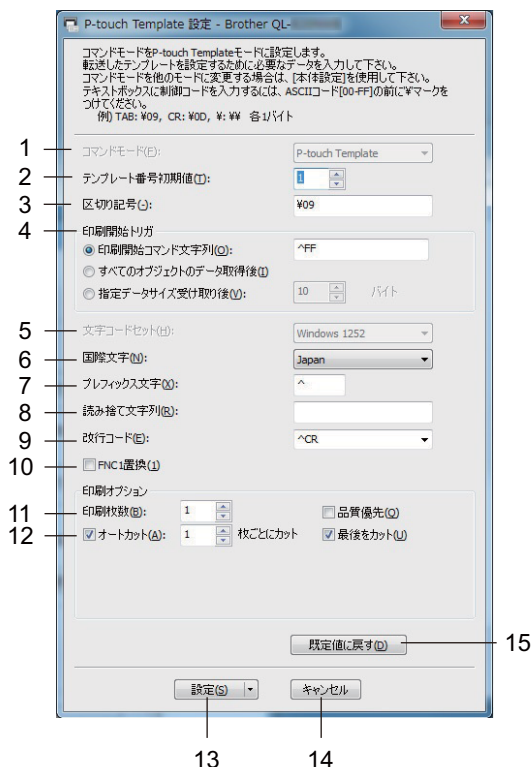 P-touch Template 設定 - Brother QL-
コマンドモードをP-touch Templateモードに設定します。
転送したテンプレートを設定するために必要なデータを入力して下さい。
コマンドモードを他のモードに変更する場合は、[本体設定]を使用して下さい。
テキストボックスに制御コードを入力するには、ASCIIコード[00-FF]の前に¥マークを
つけてください。
例) TAB: ¥09, CR: ¥0D, ¥: ¥¥ 各1バイト
1 コマンドモード(F): P-touch Template
2 テンプレート番号初期値(T): 1
3 区切り記号(-): ¥09
4 印刷開始トリガ
印刷開始コマンド文字列(O): ^FF
すべてのオブジェクトのデータ取得後(I)
指定データサイズ受け取り後(V): 10 バイト
5 文字コードセット(H): Windows 1252
6 国際文字(N): Japan
7 プレフィックス文字(X): ^
8 読み捨て文字列(R):
9 改行コード(E): ^CR
10 FNC1置換(1)
印刷オプション
11 印刷枚数(B): 1 品質優先(Q)
12 オートカット(A): 1 枚ごとにカット 最後をカット(U)
既定値に戻す(D) 15
設定(S) キャンセル
13 14